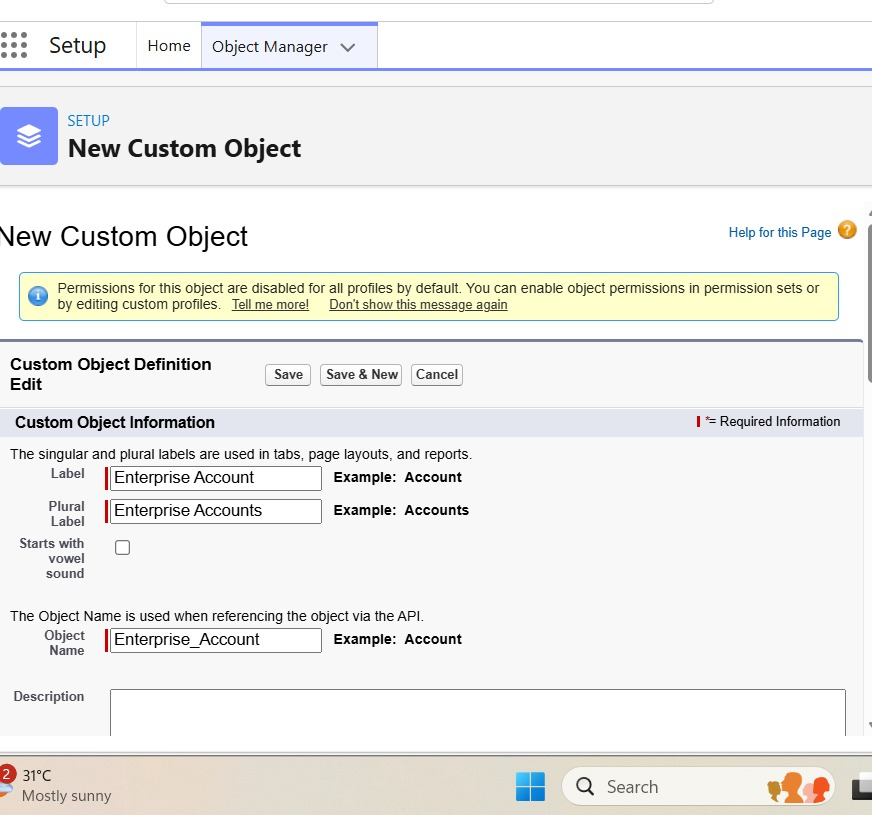 Setup
Home
Object Manager
SETUP
New Custom Object
New Custom Object
Help for this Page ?
i Permissions for this object are disabled for all profiles by default. You can enable object permissions in permission sets or
by editing custom profiles. Tell me more! Don't show this message again
Custom Object Definition
Edit
Save Save & New Cancel
Custom Object Information
*= Required Information
The singular and plural labels are used in tabs, page layouts, and reports.
Label Enterprise Account Example: Account
Plural
Label Enterprise Accounts Example: Accounts
Starts with
vowel
sound
The Object Name is used when referencing the object via the API.
Object
Name Enterprise_Account Example: Account
Description
2 31°C
Mostly sunny
Search